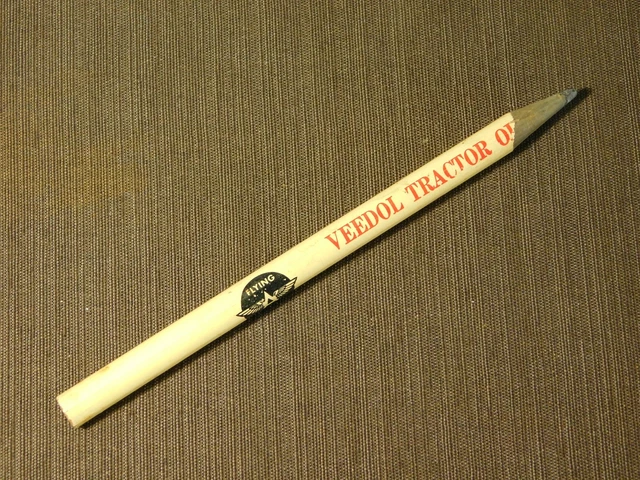 FLYING A
VEEDOL TRACTOR OI